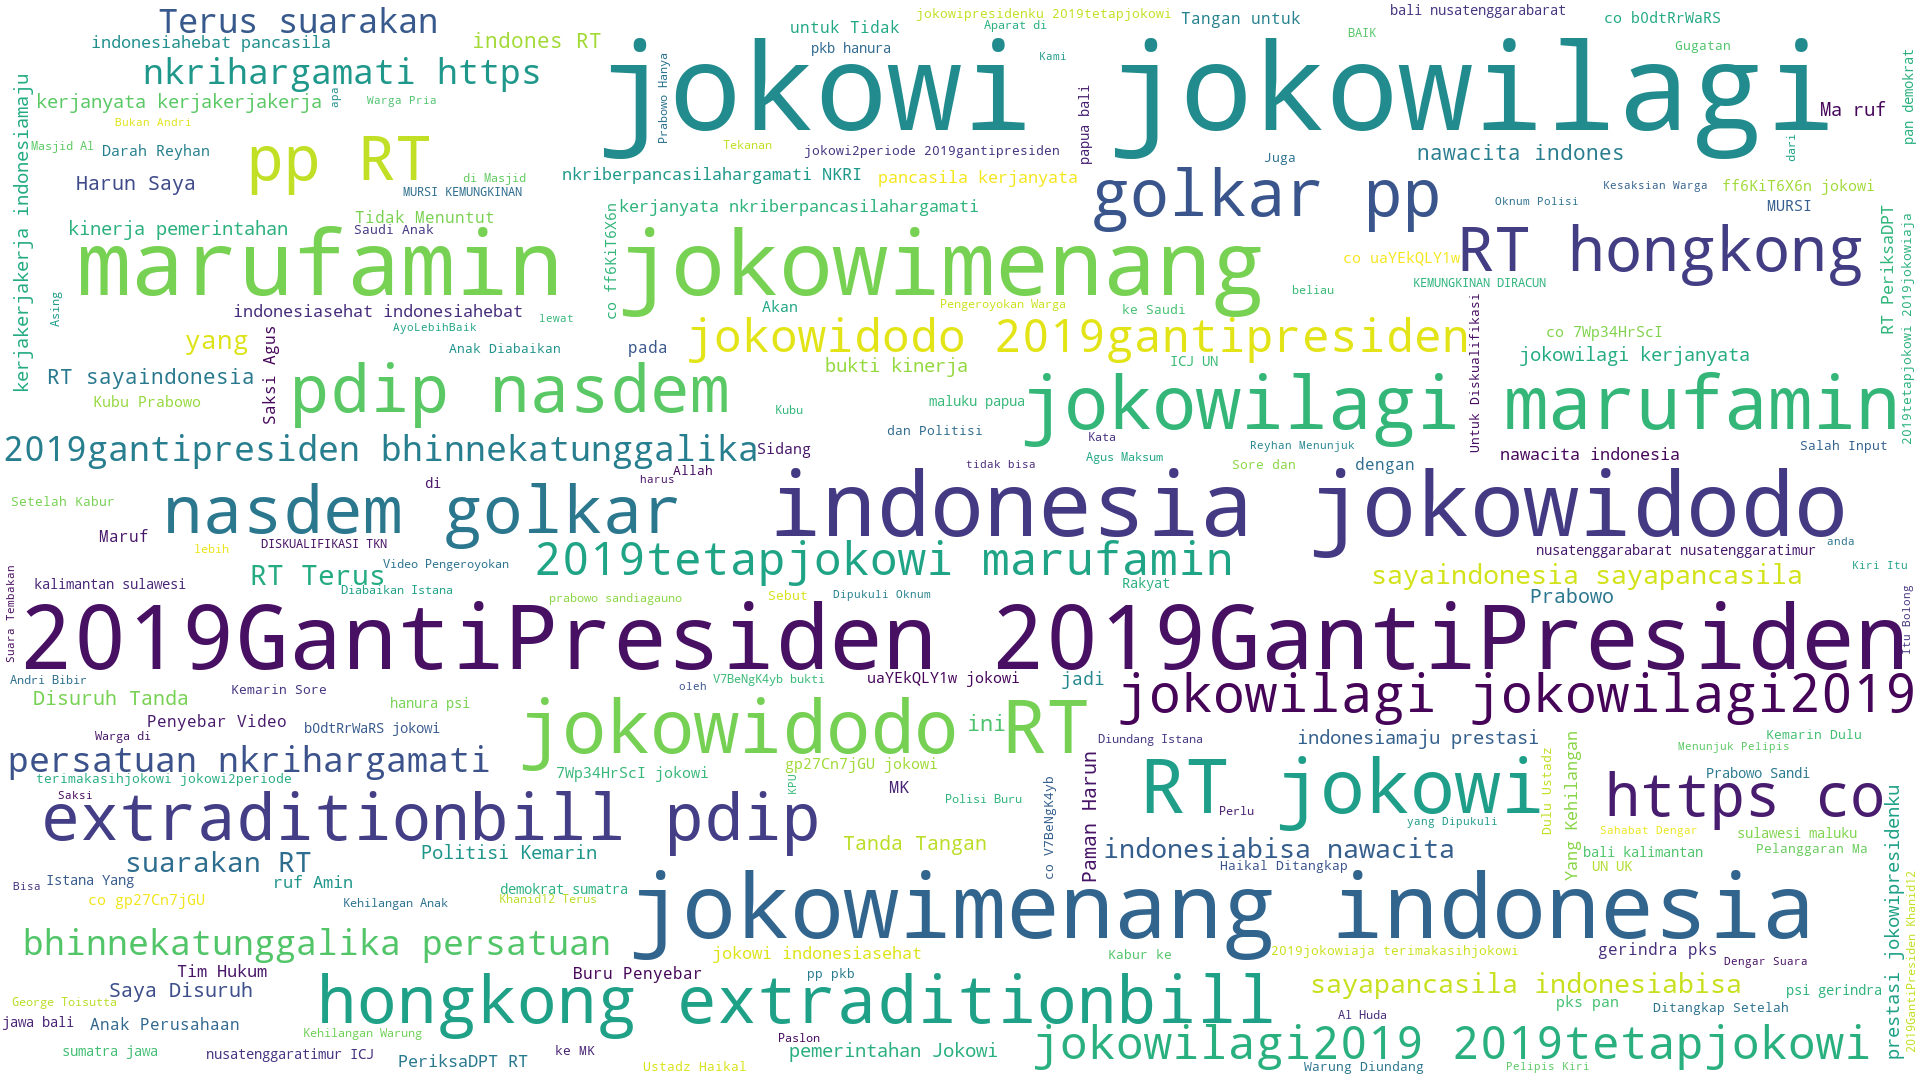 Terus suarakan
jokowipresidenku 2019tetapjokowi
Tangan untuk
bali nusatenggarabarat
co b0dtRrWaRS
indonesiahebat pancasila
indones RT
untuk Tidak
Aparat di
BAIK
Gugatan
pkb hanura
Kami
jokowi jokowilagi
nkrihargamati https
kerjanyata kerjakerjakerja
apa
Warga Pria
Prabowo Hanya
papua bali
Ma ruf
pan demokrat
kerjakerjakerja indonesiamaju
Bukan Andri
Masjid Al
Darah Reyhan
pp RT
Tekanan
jokowi2periode 2019gantipresiden
Juga
nawacita indones
dari
Harun Saya
di Masjid
MURSI KEMUNGKINAN
nkriberpancasilahargamati NKRI
pancasila kerjanyata
golkar pp
Kesaksian Warga
ff6KiT6X6n jokowi
Oknum Polisi
MURSI
kinerja pemerintahan
Tidak Menuntut
Saudi Anak
kerjanyata nkriberpancasilahargamati
co ff6KiT6X6n
marufamin
jokowimenang
co uaYEkQLY1w
RT hongkong
RT PeriksaDPT
2019tetapjokowi 2019jokowiaja
KEMUNGKINAN DIRACUN
beliau
Asing
indonesiasehat indonesiahebat
lewat
Akan
Pengeroyokan Warga
ke Saudi
AyoLebihBaik
yang
Saksi Agus
Anak Diabaikan
pada
jokowidodo 2019gantipresiden
Untuk Diskualifikasi
co 7Wp34HrScI
jokowilagi kerjanyata
bukti kinerja
ICJ UN
RT sayaindonesia
Kubu Prabowo
pdip nasdem
Kubu
maluku papua
jokowilagi marufamin
dan Politisi
Kata
Reyhan Menunjuk
Salah Input
2019gantipresiden bhinnekatunggalika
Sidang
Agus Maksum
nawacita indonesia
tidak bisa
Sore dan
dengan
Allah
harus
di
Setelah Kabur
nasdem golkar
indonesia jokowidodo
Maruf
lebih
DISKUALIFIKASI TKN
Video Pengeroyokan
2019tetapjokowi marufamin
nusatenggarabarat nusatenggaratimur
anda
Kiri Itu
Suara Tembakan
kalimantan sulawesi
RT Terus
Diabaikan Istana
prabowo sandiagauno
Sebut
Dipukuli Oknum
Rakyat
sayaindonesia sayapancasila
Prabowo
Itu Bolong
2019GantiPresiden 2019GantiPresiden
Andri Bibir
Disuruh Tanda
Kemarin Sore
hanura psi
oleh
V7BeNgK4yb bukti
uaYEkQLY1w jokowi
jadi
jokowilagi jokowilagi2019
Penyebar Video
Warga di
b0dtRrWaRS jokowi
jokowidodo RT
ini
Diundang Istana
indonesiamaju prestasi
Kemarin Dulu
Menunjuk Pelipis
persatuan nkrihargamati
terimakasihjokowi jokowi2periode
7Wp34HrScI jokowi
gp27Cn7jGU jokowi
KPU
MK
Polisi Buru
co V7BeNgK4yb
Paman Harun
RT jokowi
Perlu
yang Dipukuli
Dulu Ustadz
Yang Kehilangan
Prabowo Sandi
https co
Saksi
extraditionbill pdip
Sahabat Dengar
sulawesi maluku
Pelanggaran Ma
prestasi jokowipresidenku
Tanda Tangan
suarakan RT
Politisi Kemarin
indonesiabisa nawacita
Haikal Ditangkap
bali kalimantan
UN UK
Bisa
Istana Yang
ruf Amin
demokrat sumatra
Khanid12 Terus
co gp27Cn7jGU
Kehilangan Anak
jokowimenang indonesia
2019GantiPresiden Khanid12
bhinnekatunggalika persatuan
jokowi indonesiasehat
Kabur ke
2019jokowiaja terimakasihjokowi
gerindra pks
Dengar Suara
Tim Hukum
Buru Penyebar
pp pkb
Saya Disuruh
George Toisutta
hongkong extraditionbill
sayapancasila indonesiabisa
psi gerindra
pks pan
Ditangkap Setelah
jawa bali
Anak Perusahaan
Kehilangan Warung
Al Huda
Paslon
sumatra jawa
nusatenggaratimur ICJ
PeriksaDPT RT
ke MK
Ustadz Haikal
pemerintahan Jokowi
jokowilagi2019 2019tetapjokowi
Warung Diundang
Pelipis Kiri